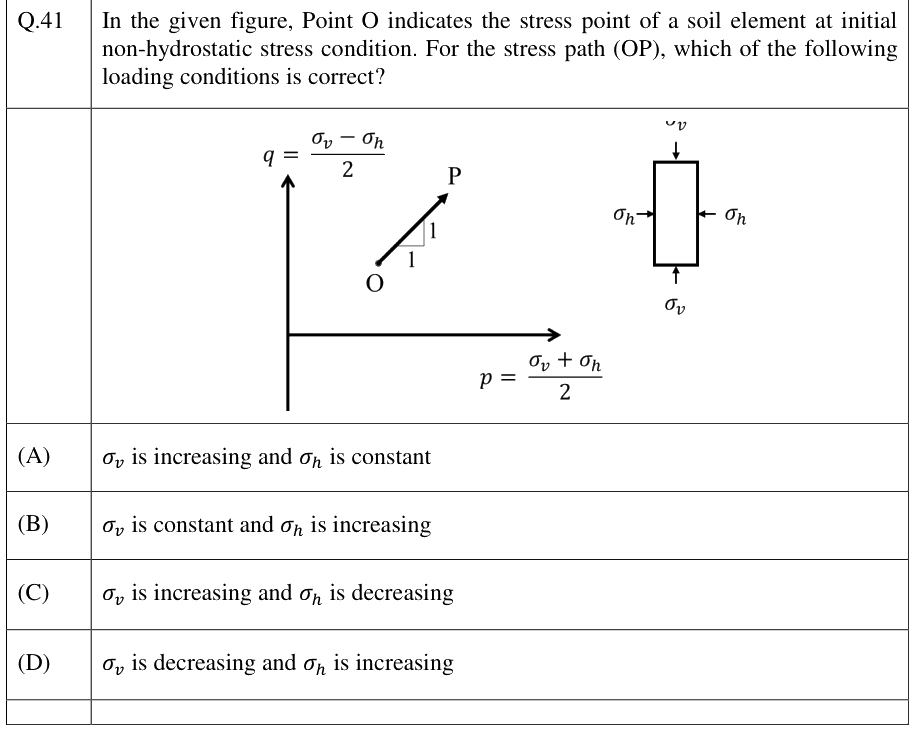 Q.41 In the given figure, Point O indicates the stress point of a soil element at initial
non-hydrostatic stress condition. For the stress path (OP), which of the following
loading conditions is correct?
q = (σv − σh)/2
σv
P
1
1
O
σh
σh
σv
p = (σv + σh)/2
(A) σv is increasing and σh is constant
(B) σv is constant and σh is increasing
(C) σv is increasing and σh is decreasing
(D) σv is decreasing and σh is increasing